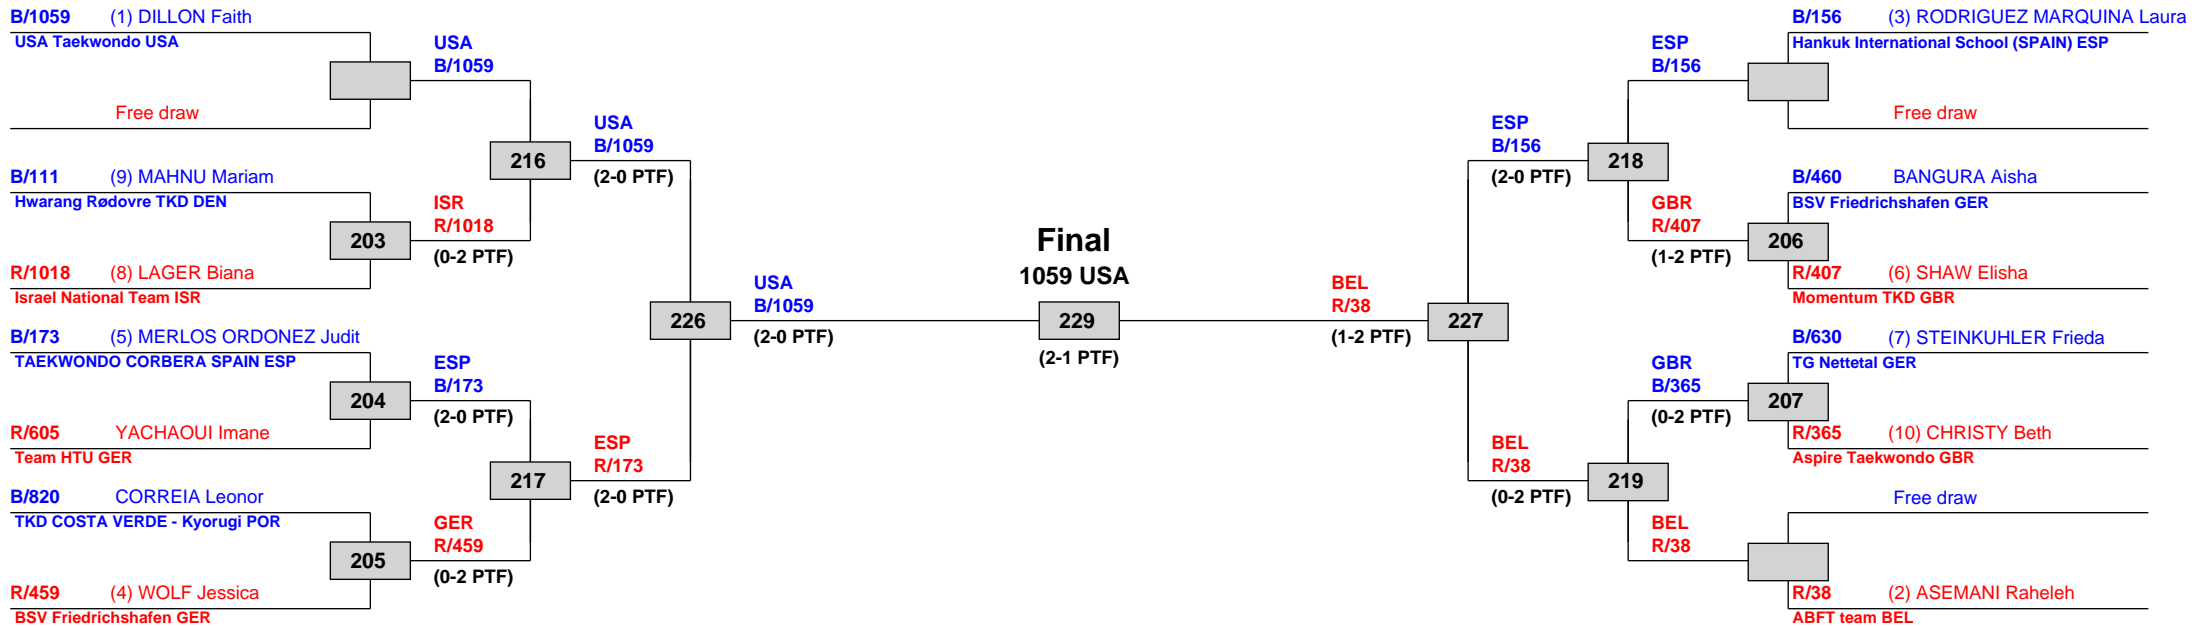 B/1059 (1) DILLON Faith
USA Taekwondo USA
Free draw
B/111 (9) MAHNU Mariam
Hwarang Rødovre TKD DEN
R/1018 (8) LAGER Biana
Israel National Team ISR
B/173 (5) MERLOS ORDONEZ Judit
TAEKWONDO CORBERA SPAIN ESP
R/605 YACHAOUI Imane
Team HTU GER
B/820 CORREIA Leonor
TKD COSTA VERDE - Kyorugi POR
R/459 (4) WOLF Jessica
BSV Friedrichshafen GER
203
204
205
USA
B/1059
ISR
R/1018
(0-2 PTF)
ESP
B/173
(2-0 PTF)
GER
R/459
(0-2 PTF)
216
217
USA
B/1059
(2-0 PTF)
ESP
R/173
(2-0 PTF)
226
USA
B/1059
(2-0 PTF)
Final
1059 USA
229
(2-1 PTF)
BEL
R/38
(1-2 PTF)
227
ESP
B/156
(2-0 PTF)
BEL
R/38
(0-2 PTF)
218
219
ESP
B/156
GBR
R/407
(1-2 PTF)
GBR
B/365
(0-2 PTF)
BEL
R/38
206
207
B/156 (3) RODRIGUEZ MARQUINA Laura
Hankuk International School (SPAIN) ESP
Free draw
B/460 BANGURA Aisha
BSV Friedrichshafen GER
R/407 (6) SHAW Elisha
Momentum TKD GBR
B/630 (7) STEINKUHLER Frieda
TG Nettetal GER
R/365 (10) CHRISTY Beth
Aspire Taekwondo GBR
Free draw
R/38 (2) ASEMANI Raheleh
ABFT team BEL